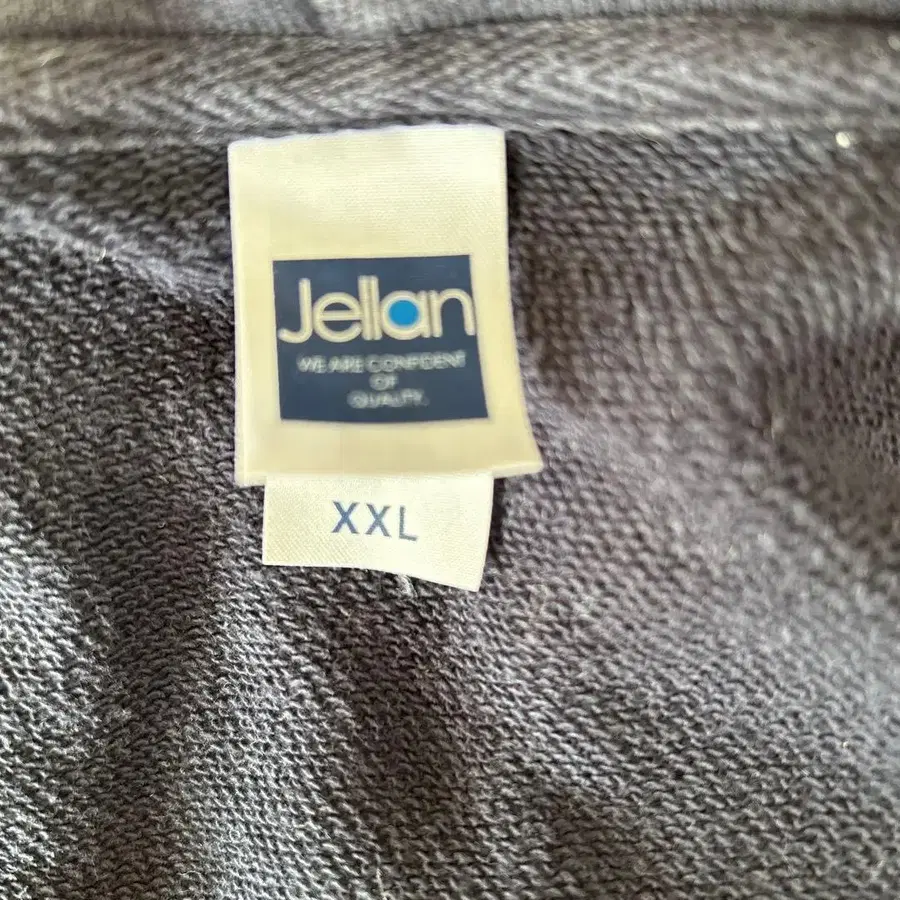 Jellan
WE ARE CONFIDENT
OF
QUALITY.
XXL